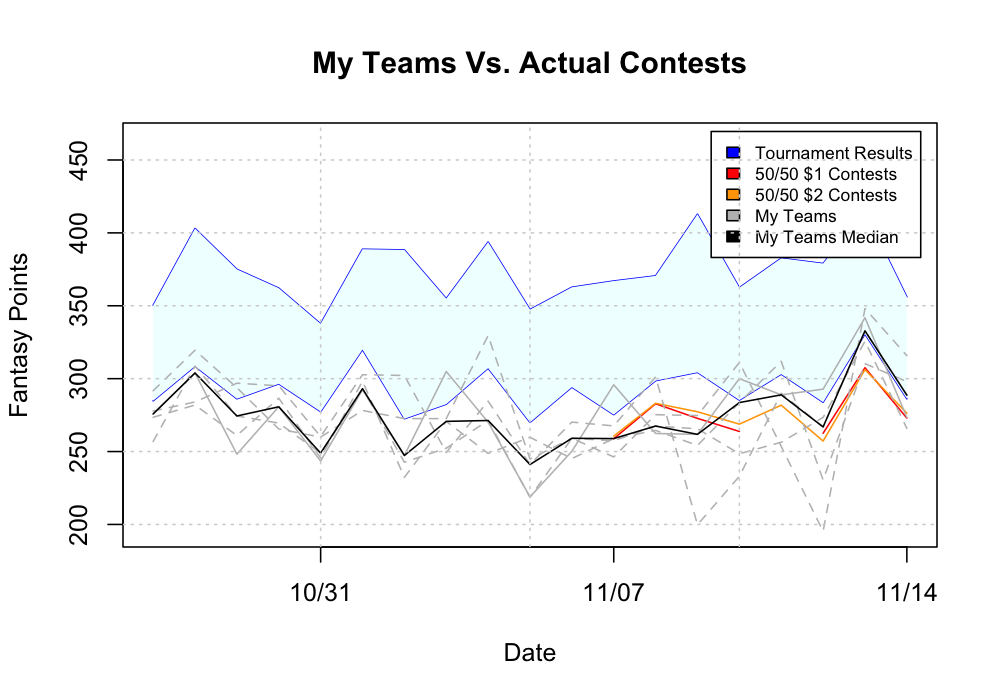 My Teams Vs. Actual Contests
Fantasy Points
450
400
350
300
250
200
Tournament Results
50/50 $1 Contests
50/50 $2 Contests
My Teams
My Teams Median
10/31
11/07
11/14
Date